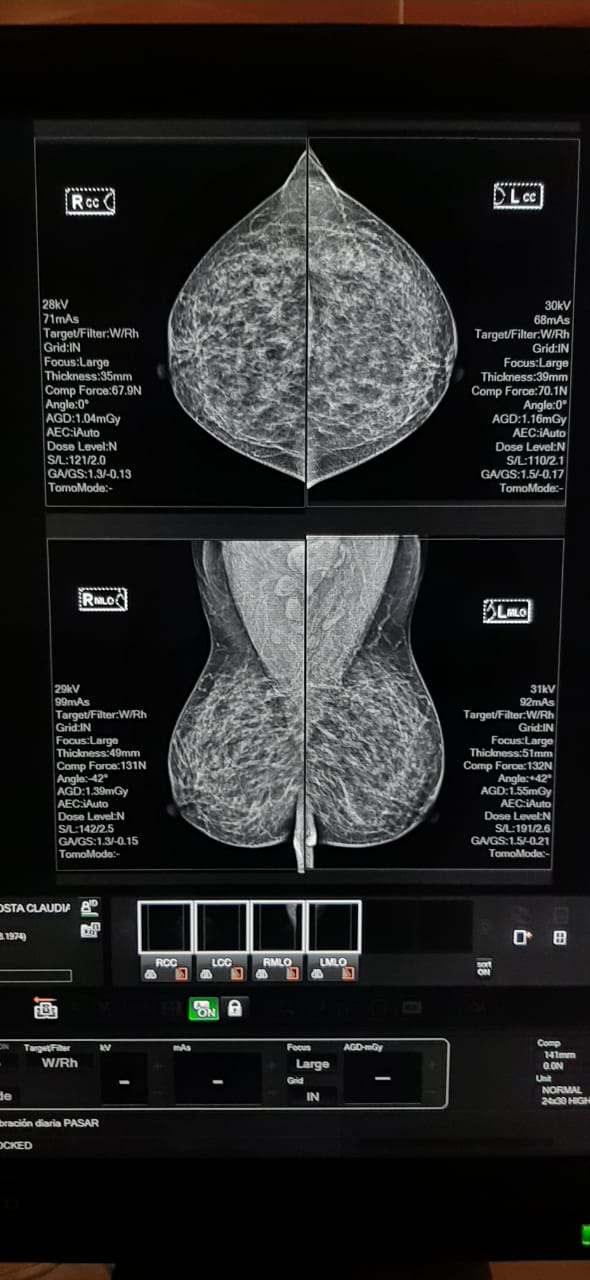 R CC
L CC
28kV
71mAs
Target/Filter:W/Rh
Grid:IN
Focus:Large
Thickness:35mm
Comp Force:67.9N
Angle:0°
AGD:1.04mGy
AEC:iAuto
Dose Level:N
S/L:121/2.0
GA/GS:1.3/-0.13
TomoMode:-
30kV
68mAs
Target/Filter:W/Rh
Grid:IN
Focus:Large
Thickness:39mm
Comp Force:70.1N
Angle:0°
AGD:1.16mGy
AEC:iAuto
Dose Level:N
S/L:110/2.1
GA/GS:1.5/-0.17
TomoMode:-
R MLO
L MLO
29kV
99mAs
Target/Filter:W/Rh
Grid:IN
Focus:Large
Thickness:49mm
Comp Force:131N
Angle:-42°
AGD:1.39mGy
AEC:iAuto
Dose Level:N
S/L:142/2.5
GA/GS:1.3/-0.15
TomoMode:-
31kV
92mAs
Target/Filter:W/Rh
Grid:IN
Focus:Large
Thickness:51mm
Comp Force:132N
Angle:+42°
AGD:1.55mGy
AEC:iAuto
Dose Level:N
S/L:191/2.6
GA/GS:1.5/-0.21
TomoMode:-
OSTA CLAUDIA
ID
.1974)
RCC LCC RMLO LMLO
sort
ON
ON
Target/Filter kV mAs Focus AGD-mGy
W/Rh - - Large -
Grid
IN
Comp
141mm
0.0N
Unit
NORMAL
24x30 HIGH
bración diaria PASAR
OCKED